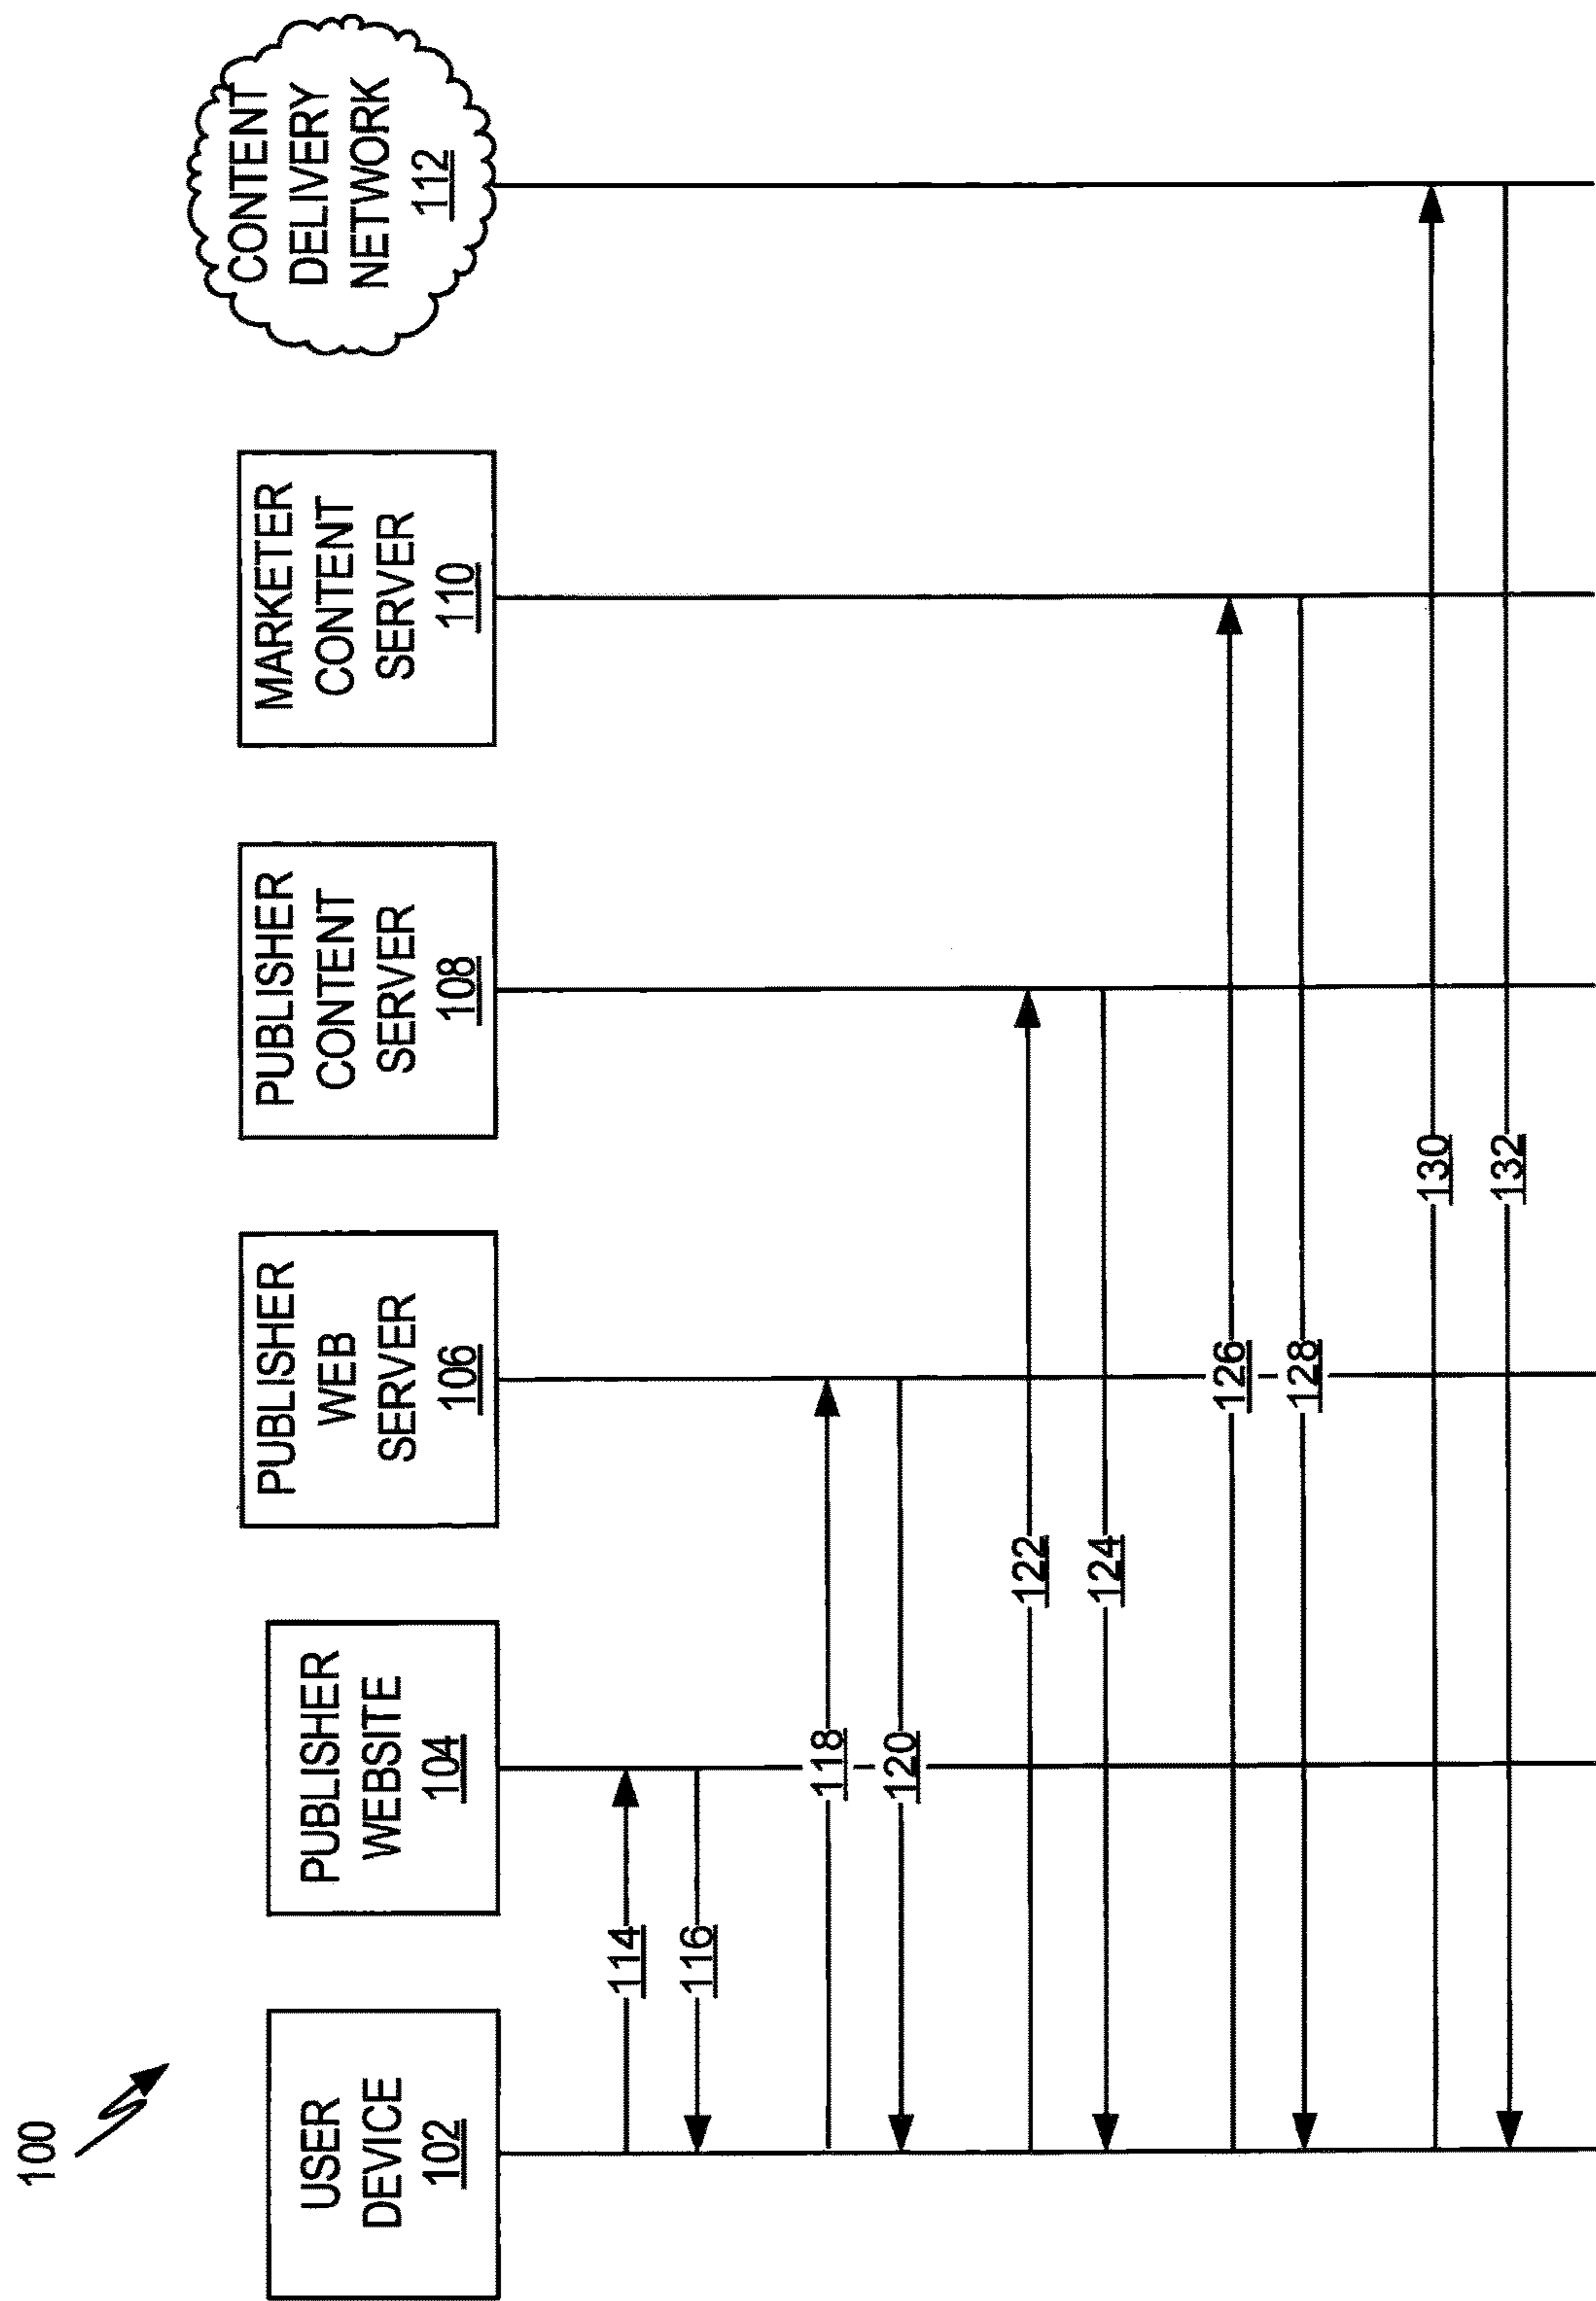 100
USER
DEVICE
102
PUBLISHER
WEBSITE
104
PUBLISHER
WEB
SERVER
106
PUBLISHER
CONTENT
SERVER
108
MARKETER
CONTENT
SERVER
110
CONTENT
DELIVERY
NETWORK
112
114
116
118
120
122
124
126
128
130
132